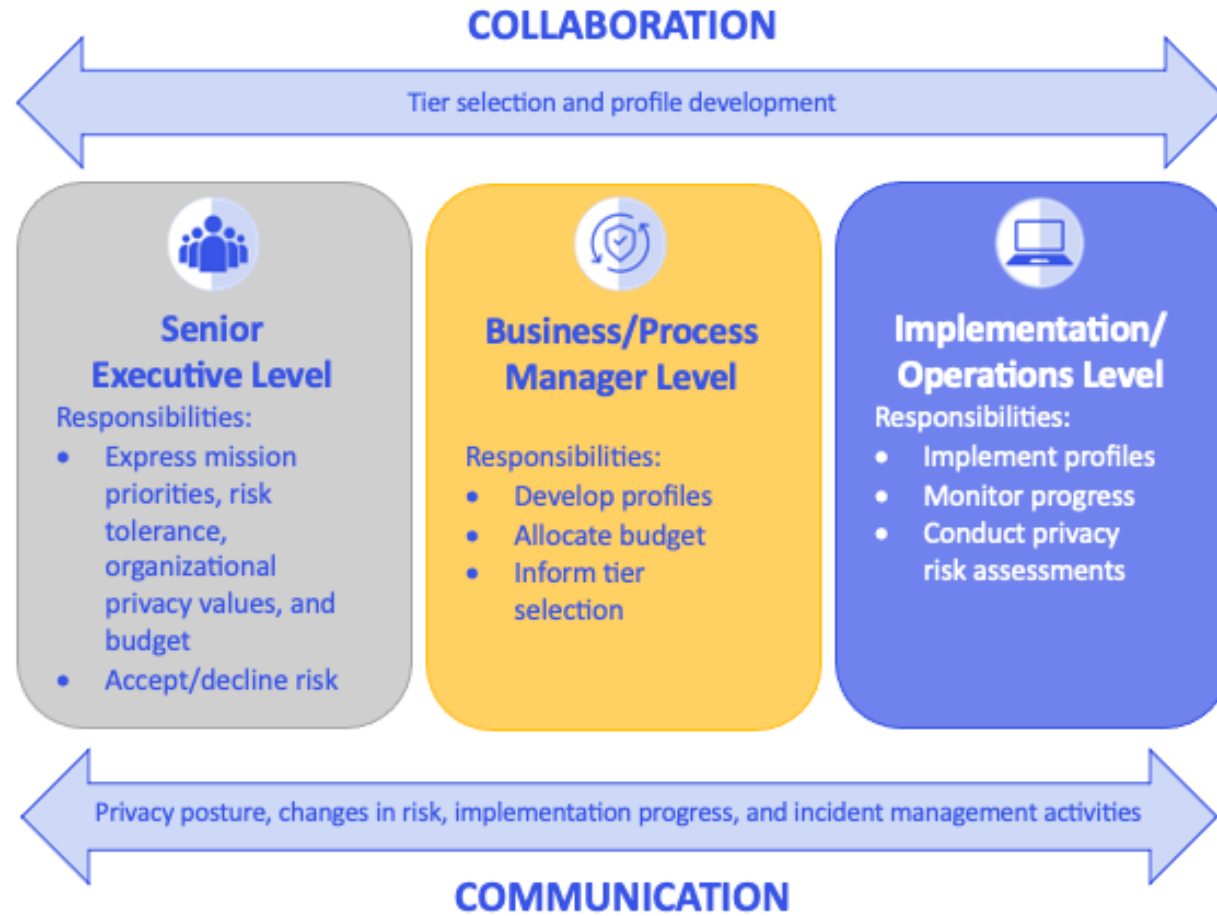 COLLABORATION
Tier selection and profile development
Senior
Executive Level
Responsibilities:
• Express mission
priorities, risk
tolerance,
organizational
privacy values, and
budget
• Accept/decline risk
Business/Process
Manager Level
Responsibilities:
• Develop profiles
• Allocate budget
• Inform tier
selection
Implementation/
Operations Level
Responsibilities:
• Implement profiles
• Monitor progress
• Conduct privacy
risk assessments
Privacy posture, changes in risk, implementation progress, and incident management activities
COMMUNICATION